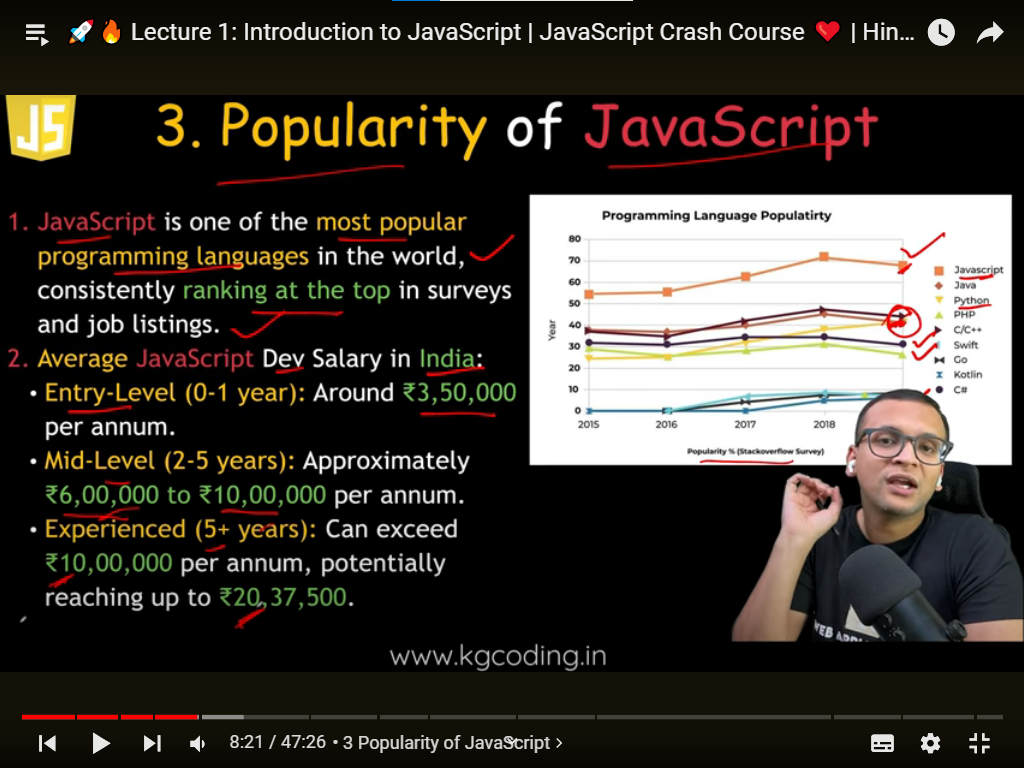 🚀🔥 Lecture 1: Introduction to JavaScript | JavaScript Crash Course ❤️ | Hin...
JS
3. Popularity of JavaScript
1. JavaScript is one of the most popular
programming languages in the world,
consistently ranking at the top in surveys
and job listings.
2. Average JavaScript Dev Salary in India:
• Entry-Level (0-1 year): Around ₹3,50,000
per annum.
• Mid-Level (2-5 years): Approximately
₹6,00,000 to ₹10,00,000 per annum.
• Experienced (5+ years): Can exceed
₹10,00,000 per annum, potentially
reaching up to ₹20,37,500.
Programming Language Populatirty
80
70
60
50
40
30
20
10
0
Year
2015 2016 2017 2018
Popularity % (Stackoverflow Survey)
Javascript
Java
Python
PHP
C/C++
Swift
Go
Kotlin
C#
www.kgcoding.in
8:21 / 47:26 • 3 Popularity of JavaScript >